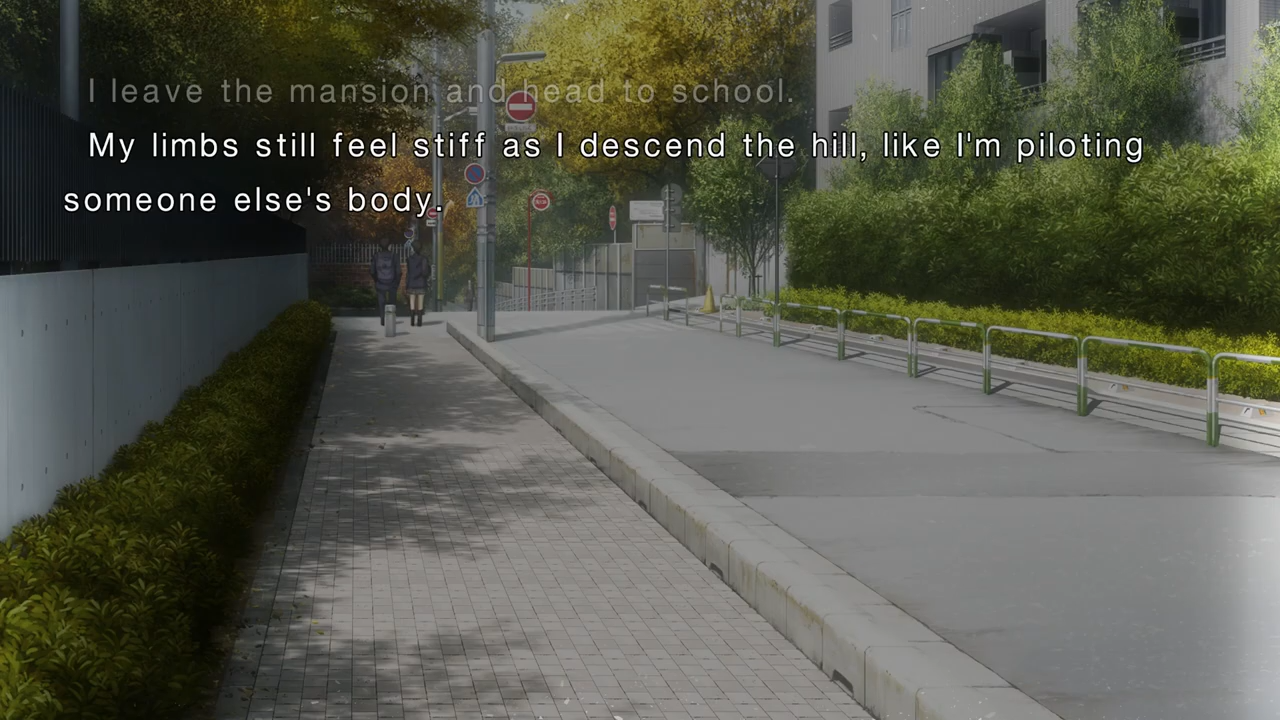 I leave the mansion and head to school.
My limbs still feel stiff as I descend the hill, like I'm piloting
someone else's body.